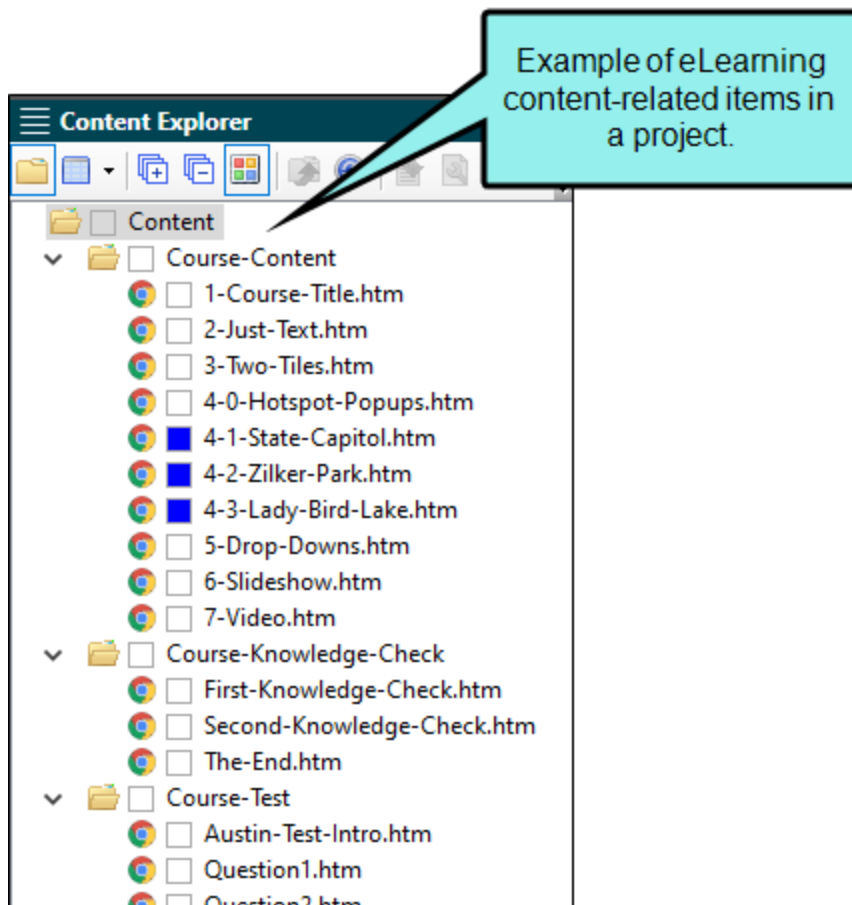 Example of eLearning
content-related items in
a project.
Content Explorer
Content
Course-Content
1-Course-Title.htm
2-Just-Text.htm
3-Two-Tiles.htm
4-0-Hotspot-Popups.htm
4-1-State-Capitol.htm
4-2-Zilker-Park.htm
4-3-Lady-Bird-Lake.htm
5-Drop-Downs.htm
6-Slideshow.htm
7-Video.htm
Course-Knowledge-Check
First-Knowledge-Check.htm
Second-Knowledge-Check.htm
The-End.htm
Course-Test
Austin-Test-Intro.htm
Question1.htm